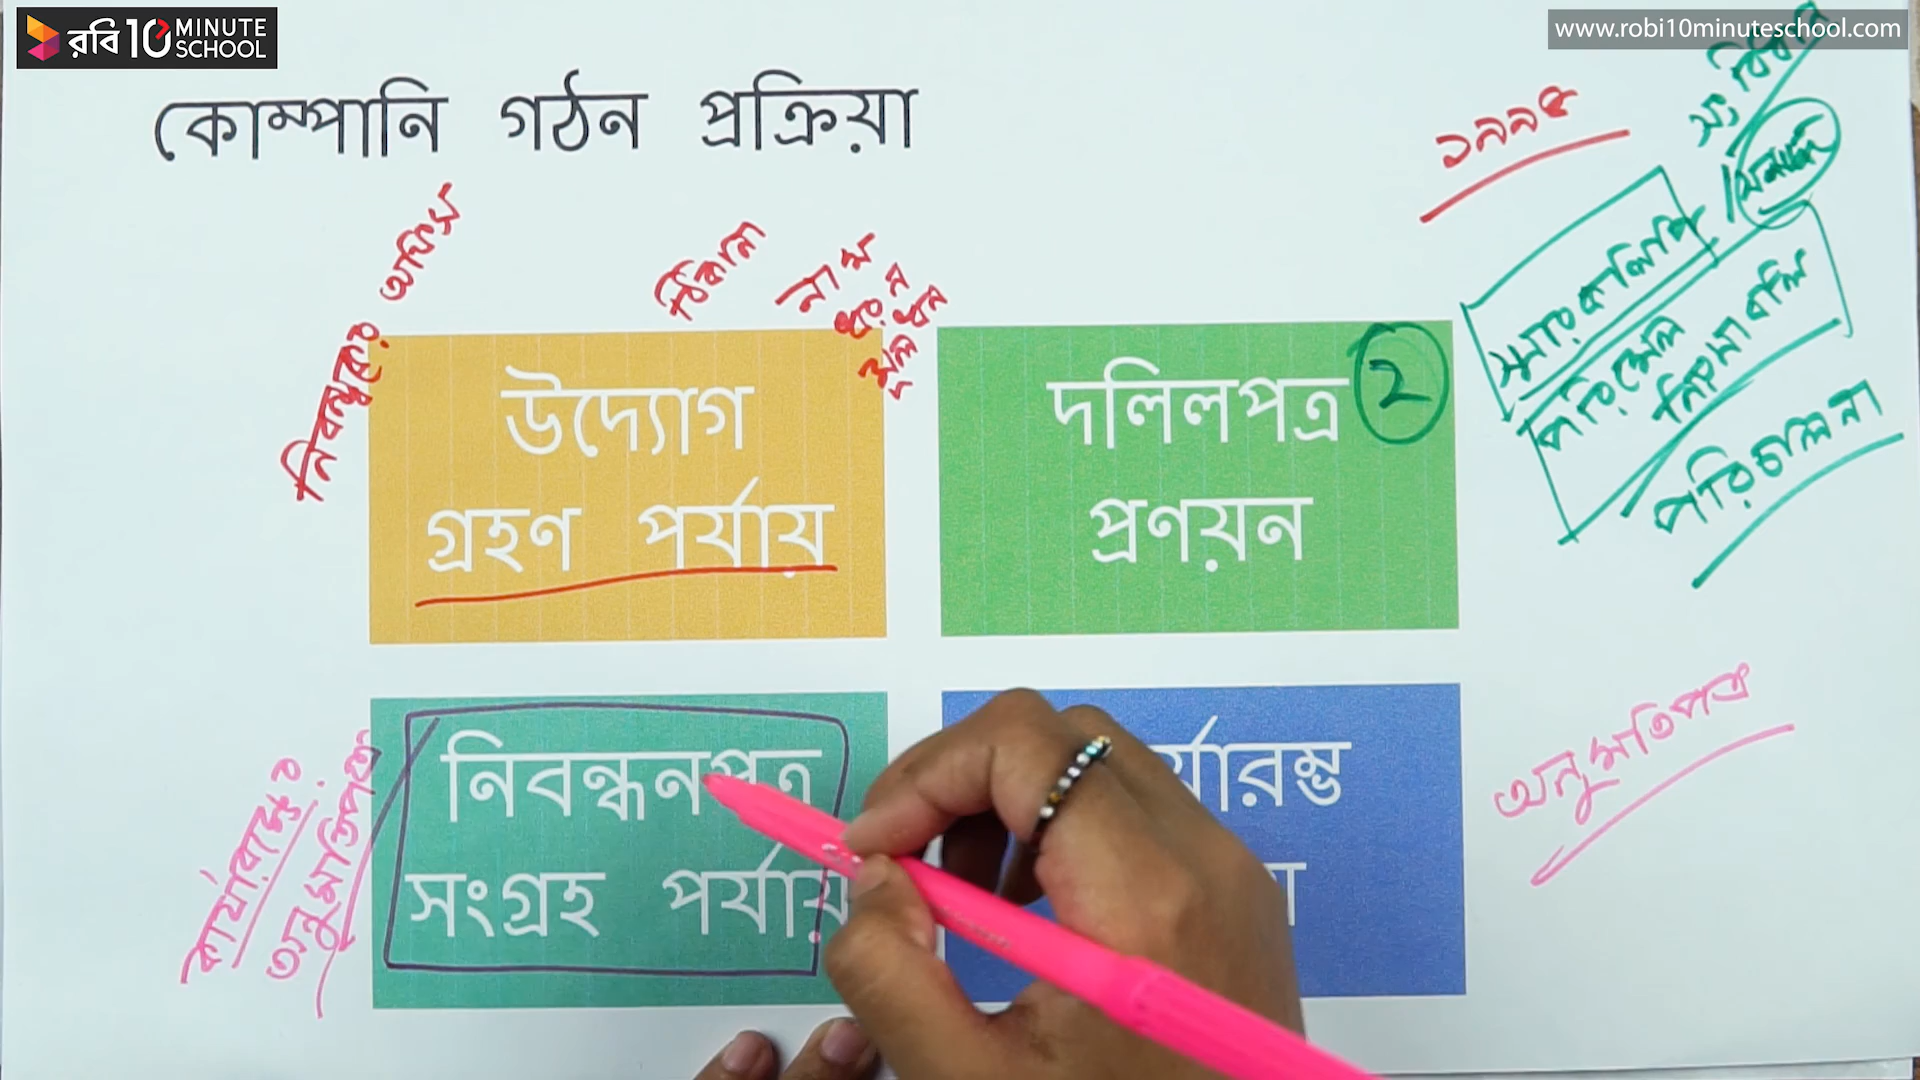 রবি 10 MINUTE SCHOOL
www.robi10minuteschool.com
কোম্পানি গঠন প্রক্রিয়া
১৯৯৪
নিবন্ধকের অফিস
ঠিকানা
নাম
উদ্যোগ
গ্রহণ পর্যায়
দলিলপত্র
প্রণয়ন
2
স্মারকলিপি
পরিমেল
নিয়মাবলি
পরিচালনা
নিবন্ধনপত্র
সংগ্রহ পর্যায়
কার্যারম্ভের
অনুমতিপত্র
অনুমতিপত্র